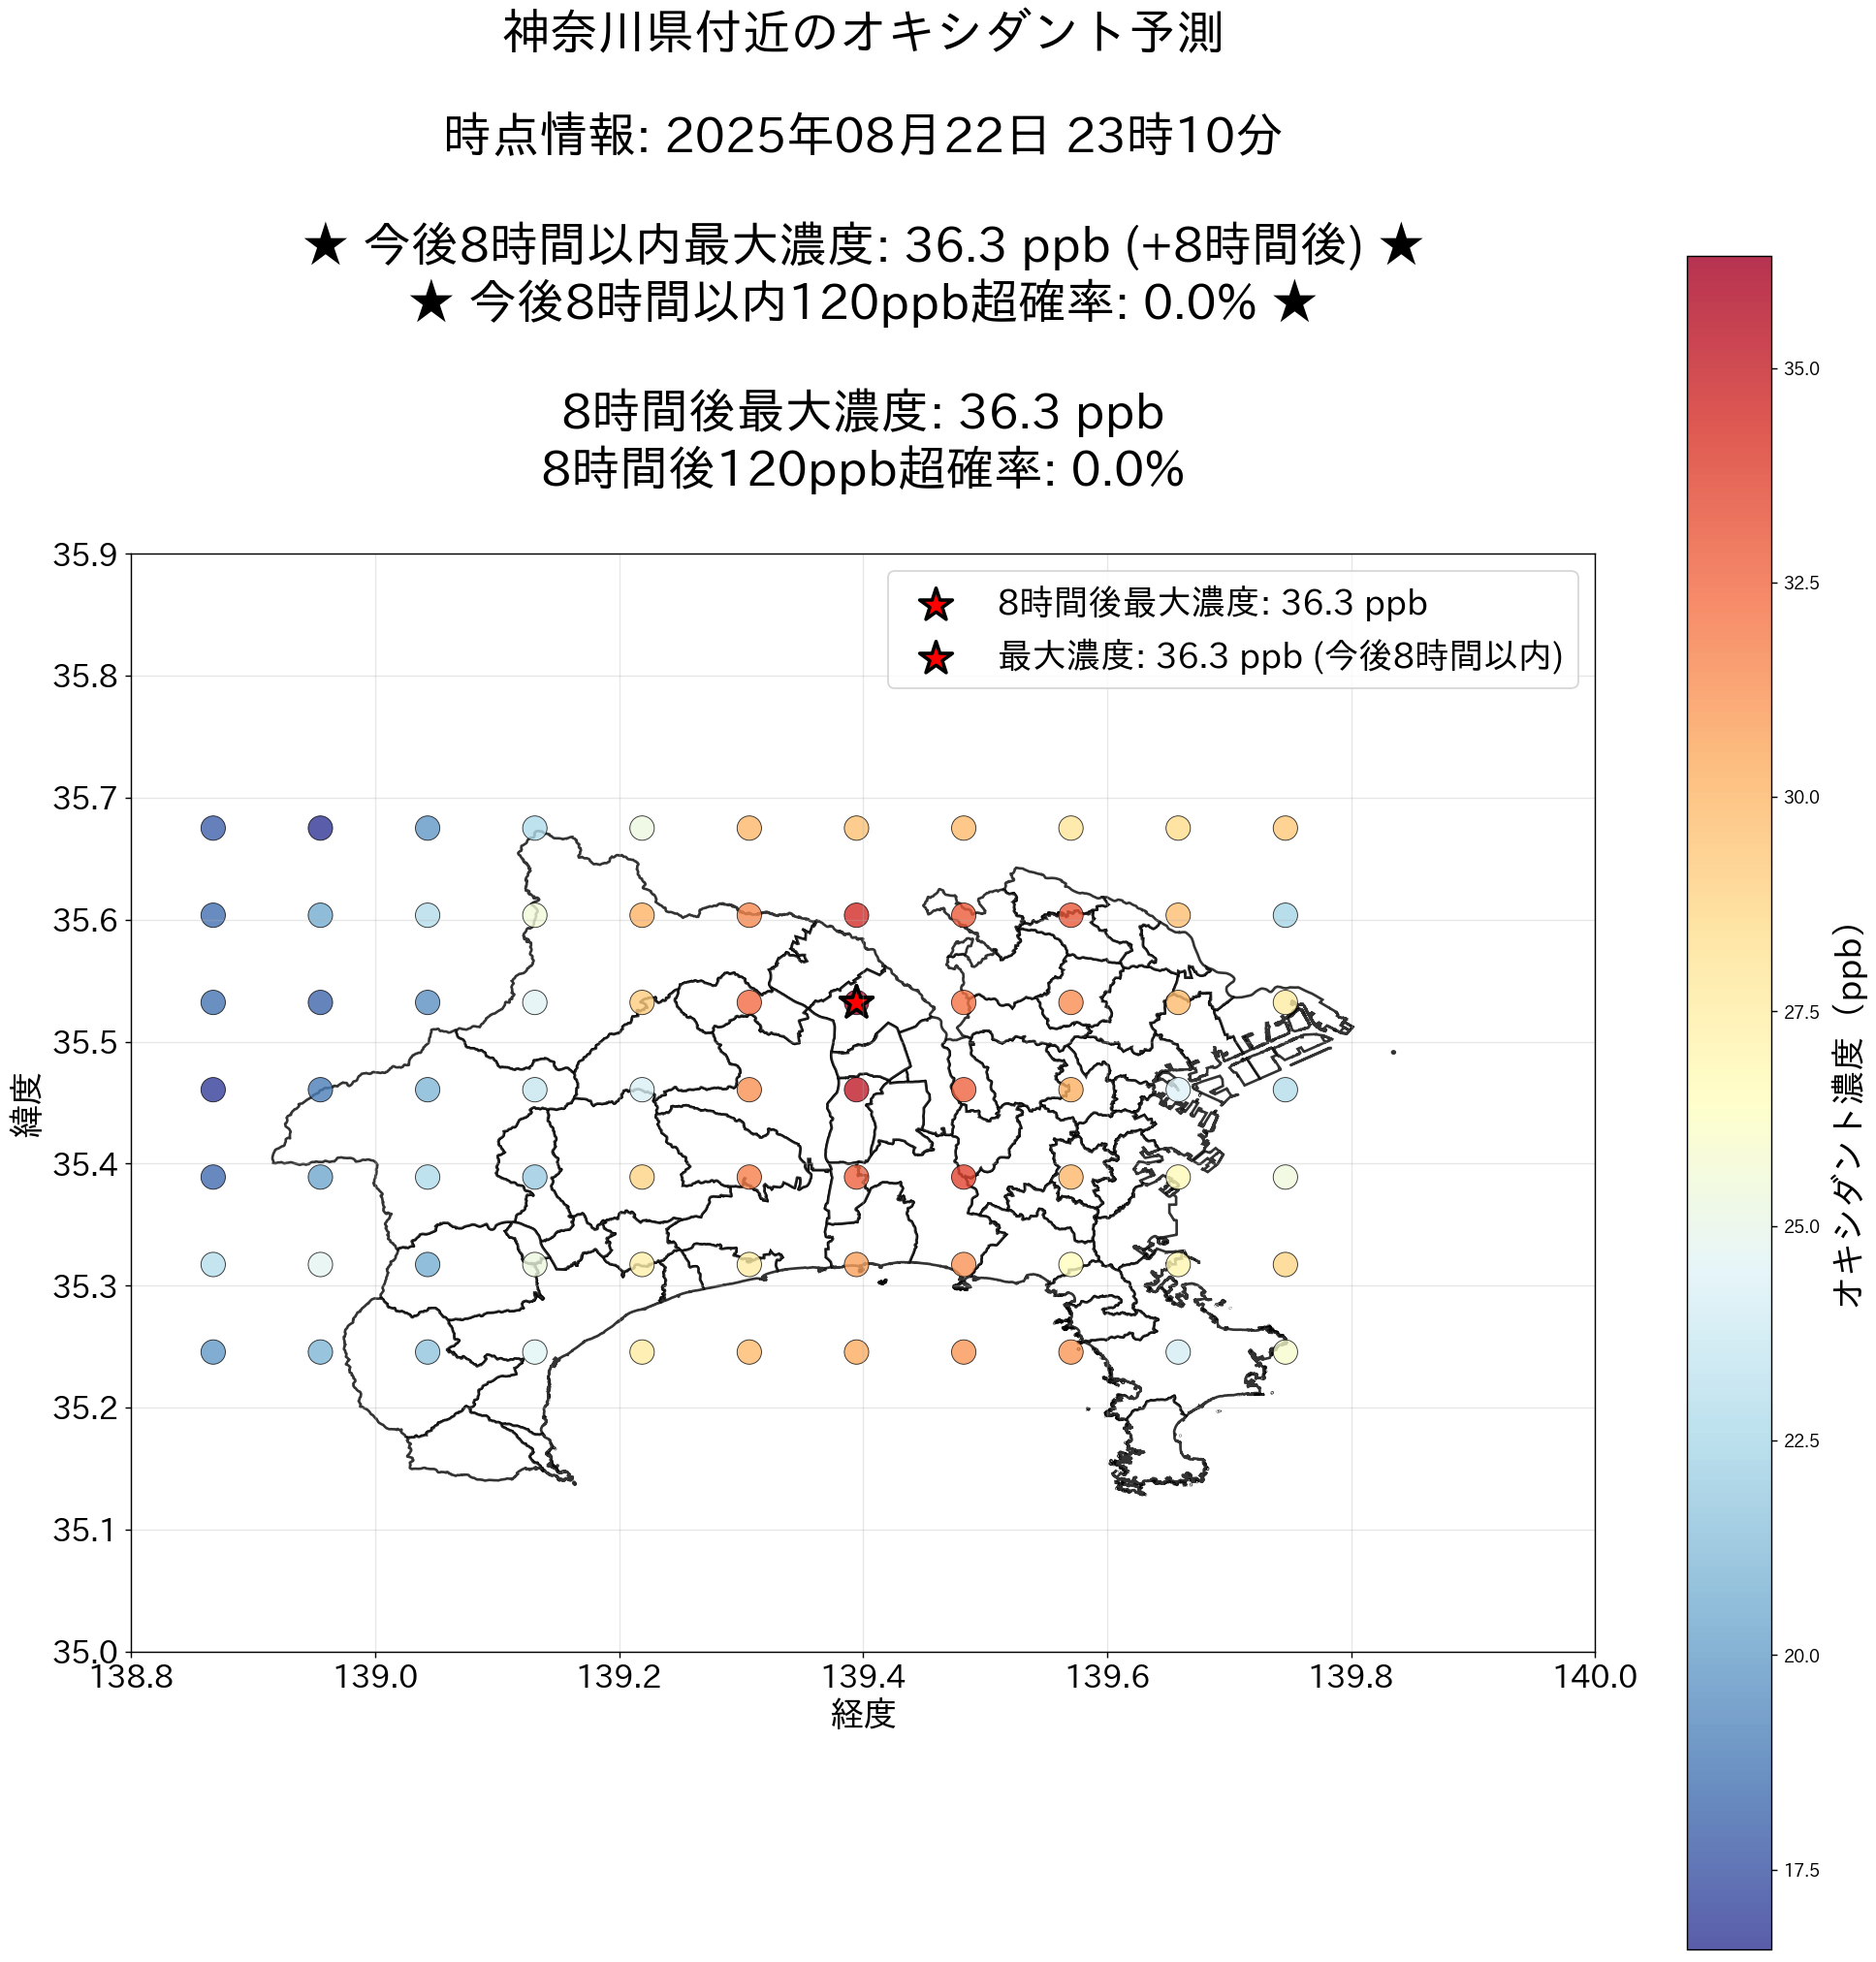 神奈川県付近のオキシダント予測
時点情報: 2025年08月22日 23時10分
★ 今後8時間以内最大濃度: 36.3 ppb (+8時間後) ★
★ 今後8時間以内120ppb超確率: 0.0% ★
8時間後最大濃度: 36.3 ppb
8時間後120ppb超確率: 0.0%
8時間後最大濃度: 36.3 ppb
最大濃度: 36.3 ppb (今後8時間以内)
35.9
35.8
35.7
35.6
35.5
35.4
35.3
35.2
35.1
35.0
緯度
138.8 139.0 139.2 139.4 139.6 139.8 140.0
経度
35.0
32.5
30.0
27.5
25.0
22.5
20.0
17.5
オキシダント濃度（ppb）